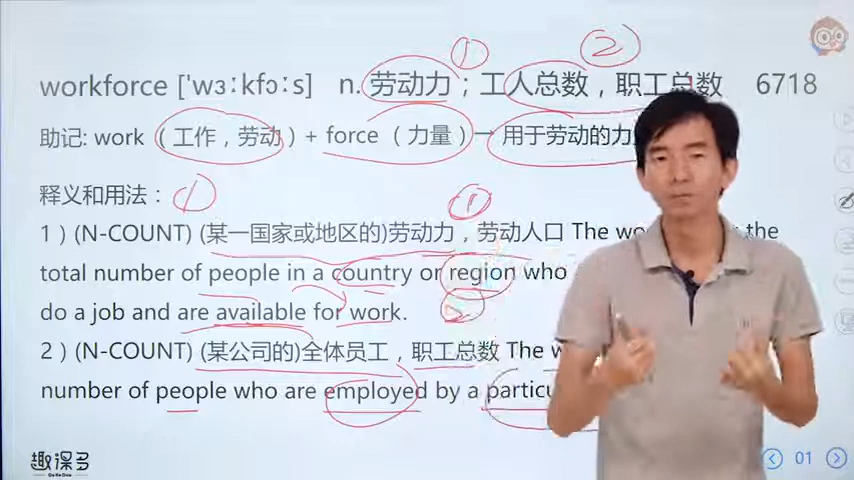 workforce ['wɜːkfɔːs] n. 劳动力；工人总数，职工总数 6718
助记: work （工作，劳动）+ force （力量）→ 用于劳动的力
释义和用法：
1）(N-COUNT) (某一国家或地区的)劳动力，劳动人口 The the
total number of people in a country or region who
do a job and are available for work.
2）(N-COUNT) (某公司的)全体员工，职工总数 The
number of people who are employed by a
趣课多
01
① ②
①
①
②